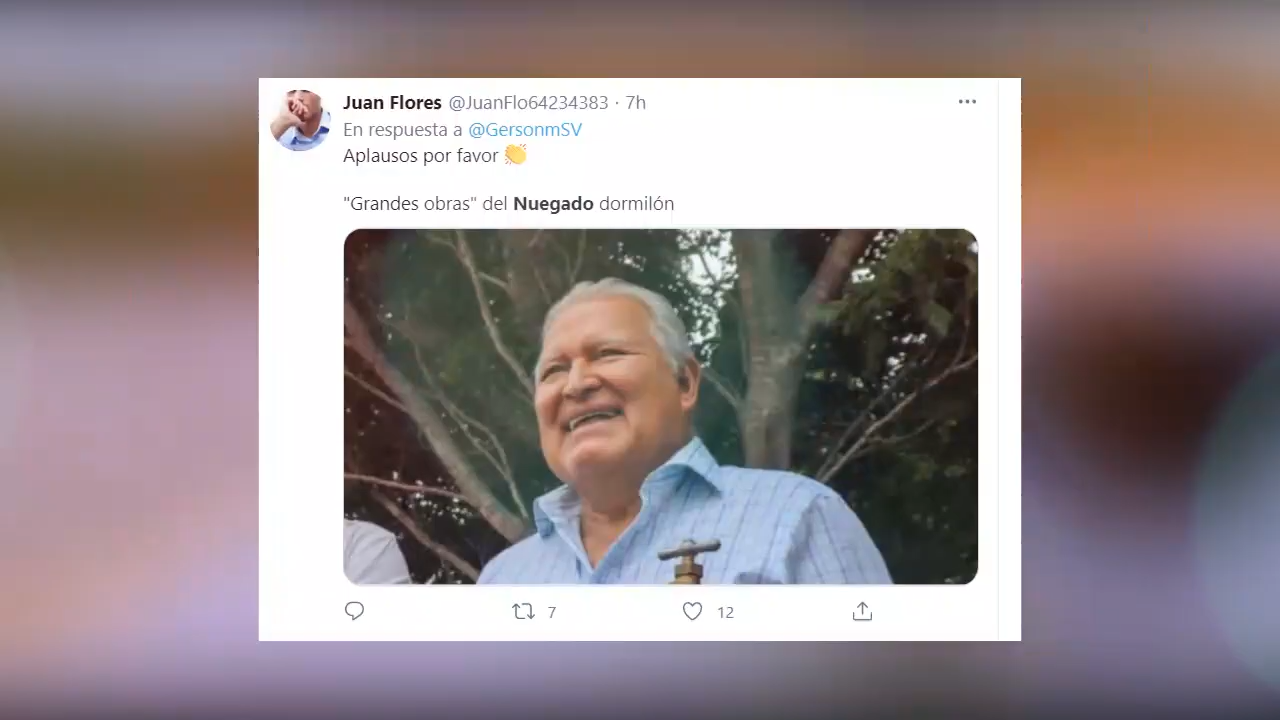 Juan Flores @JuanFlo64234383 · 7h
En respuesta a @GersonmSV
Aplausos por favor 👏
"Grandes obras" del Nuegado dormilón
7
12